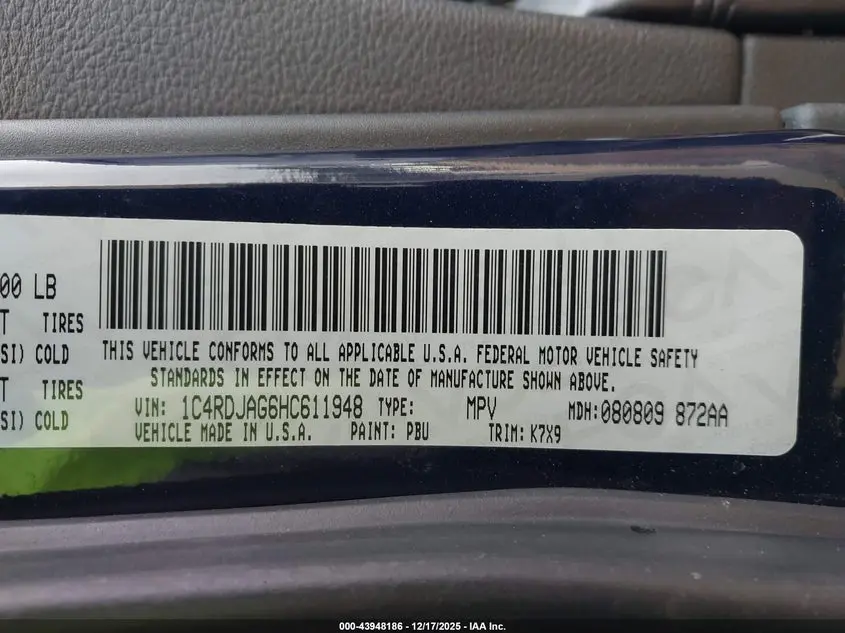 00 LB
T TIRES
SI) COLD
T TIRES
SI) COLD
THIS VEHICLE CONFORMS TO ALL APPLICABLE U.S.A. FEDERAL MOTOR VEHICLE SAFETY
STANDARDS IN EFFECT ON THE DATE OF MANUFACTURE SHOWN ABOVE.
VIN: 1C4RDJAG6HC611948 TYPE: MPV MDH:080809 872AA
VEHICLE MADE IN U.S.A. PAINT: PBU TRIM: K7X9
000-43948186 - 12/17/2025 - IAA Inc.